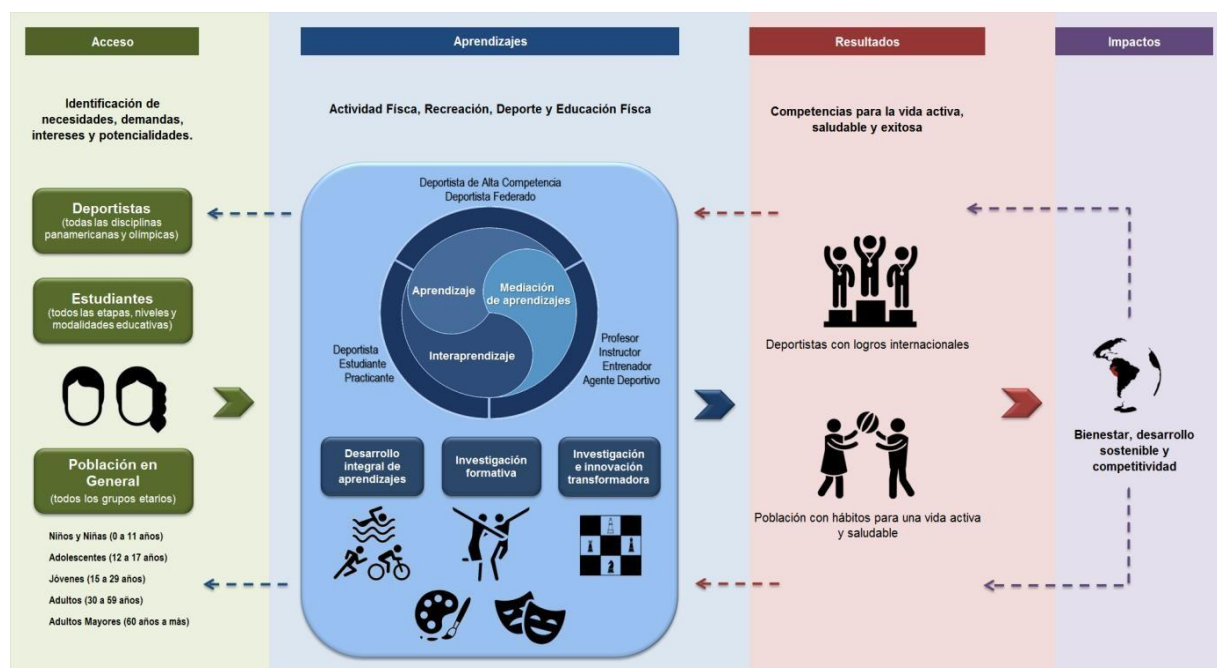 Acceso
Identificación de
necesidades, demandas,
intereses y potencialidades.
Deportistas
(todas las disciplinas
panamericanas y olímpicas)
Estudiantes
(todos las etapas, niveles y
modalidades educativas)
Población en
General
(todos los grupos etarios)
Niños y Niñas (0 a 11 años)
Adolescentes (12 a 17 años)
Jóvenes (15 a 29 años)
Adultos (30 a 59 años)
Adultos Mayores (60 años a màs)
Aprendizajes
Actividad Físca, Recreación, Deporte y Educación Físca
Deportista de Alta Competencia
Deportista Federado
Aprendizaje
Mediación
de aprendizajes
Interaprendizaje
Deportista
Estudiante
Practicante
Profesor
Instructor
Entrenador
Agente Deportivo
Desarrollo
integral de
aprendizajes
Investigación
formativa
Investigación
e innovación
transformadora
Resultados
Competencias para la vida activa,
saludable y exitosa
Deportistas con logros internacionales
Población con hábitos para una vida activa
y saludable
Impactos
Bienestar, desarrollo
sostenible y
competitividad